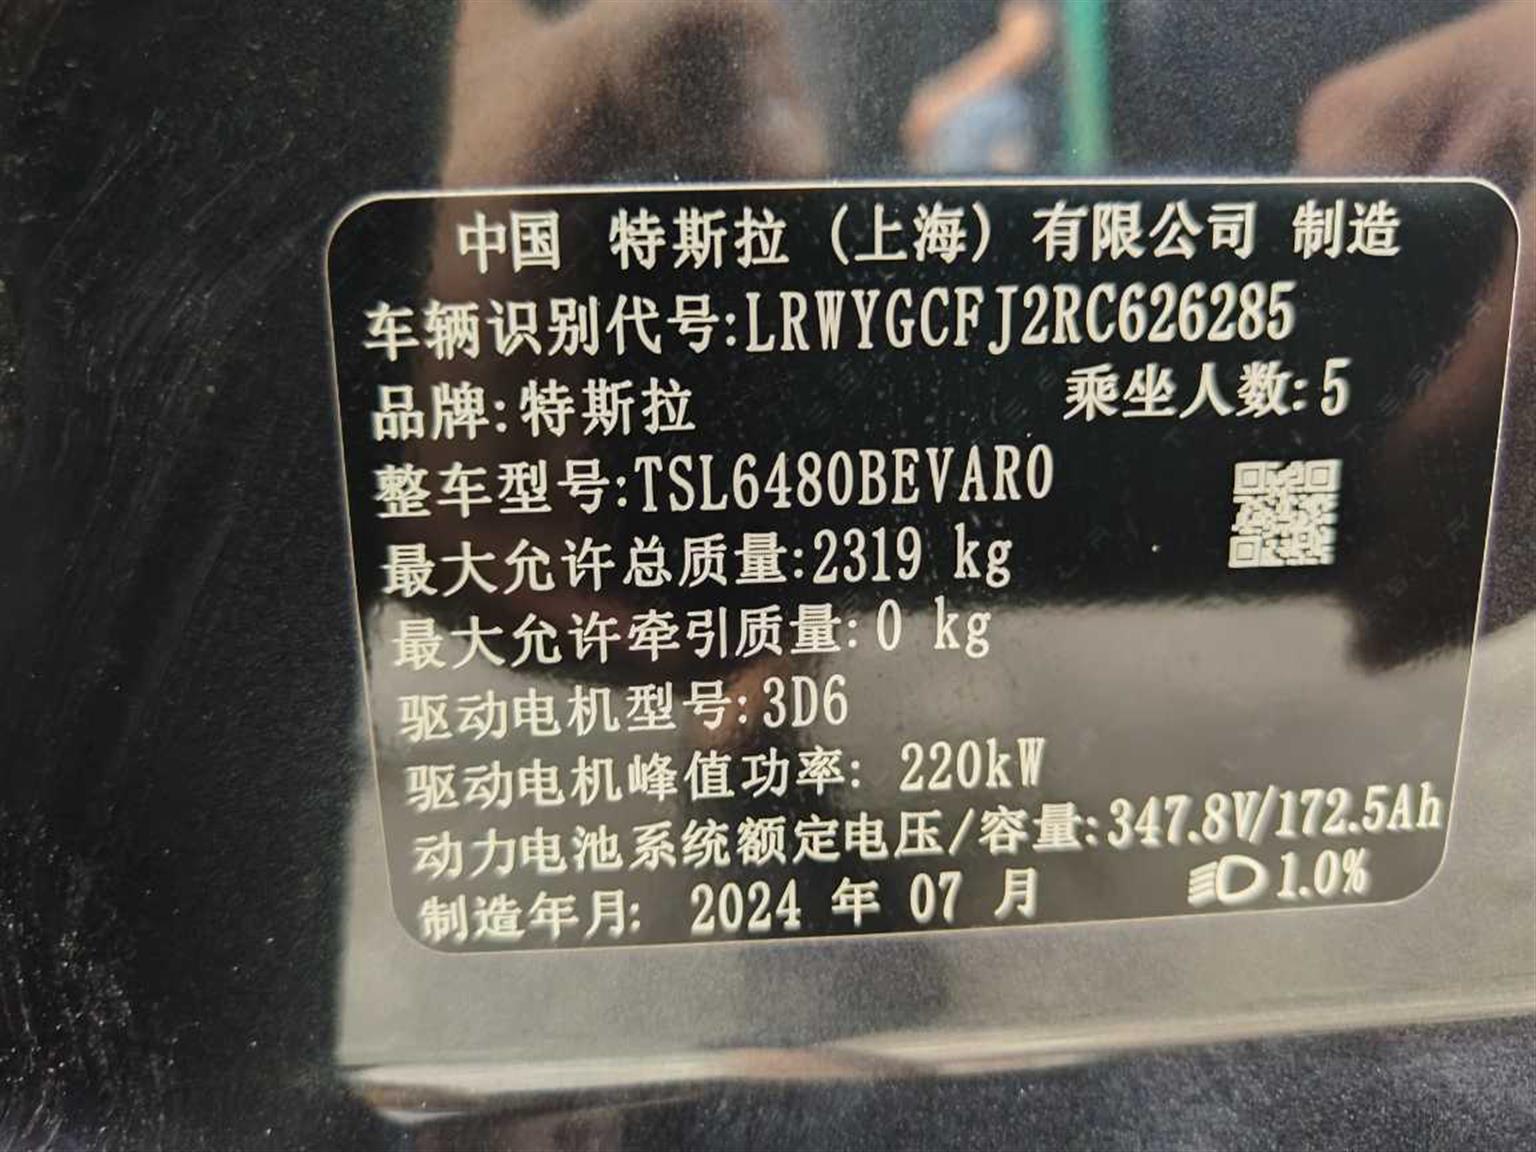 中国 特斯拉 (上海) 有限公司 制造
车辆识别代号:LRWYGCFJ2RC626285
品牌:特斯拉 乘坐人数:5
整车型号:TSL6480BEVAR0
最大允许总质量:2319 kg
最大允许牵引质量: 0 kg
驱动电机型号:3D6
驱动电机峰值功率: 220kW
动力电池系统额定电压/容量:347.8V/172.5Ah
制造年月: 2024 年 07 月 1.0%